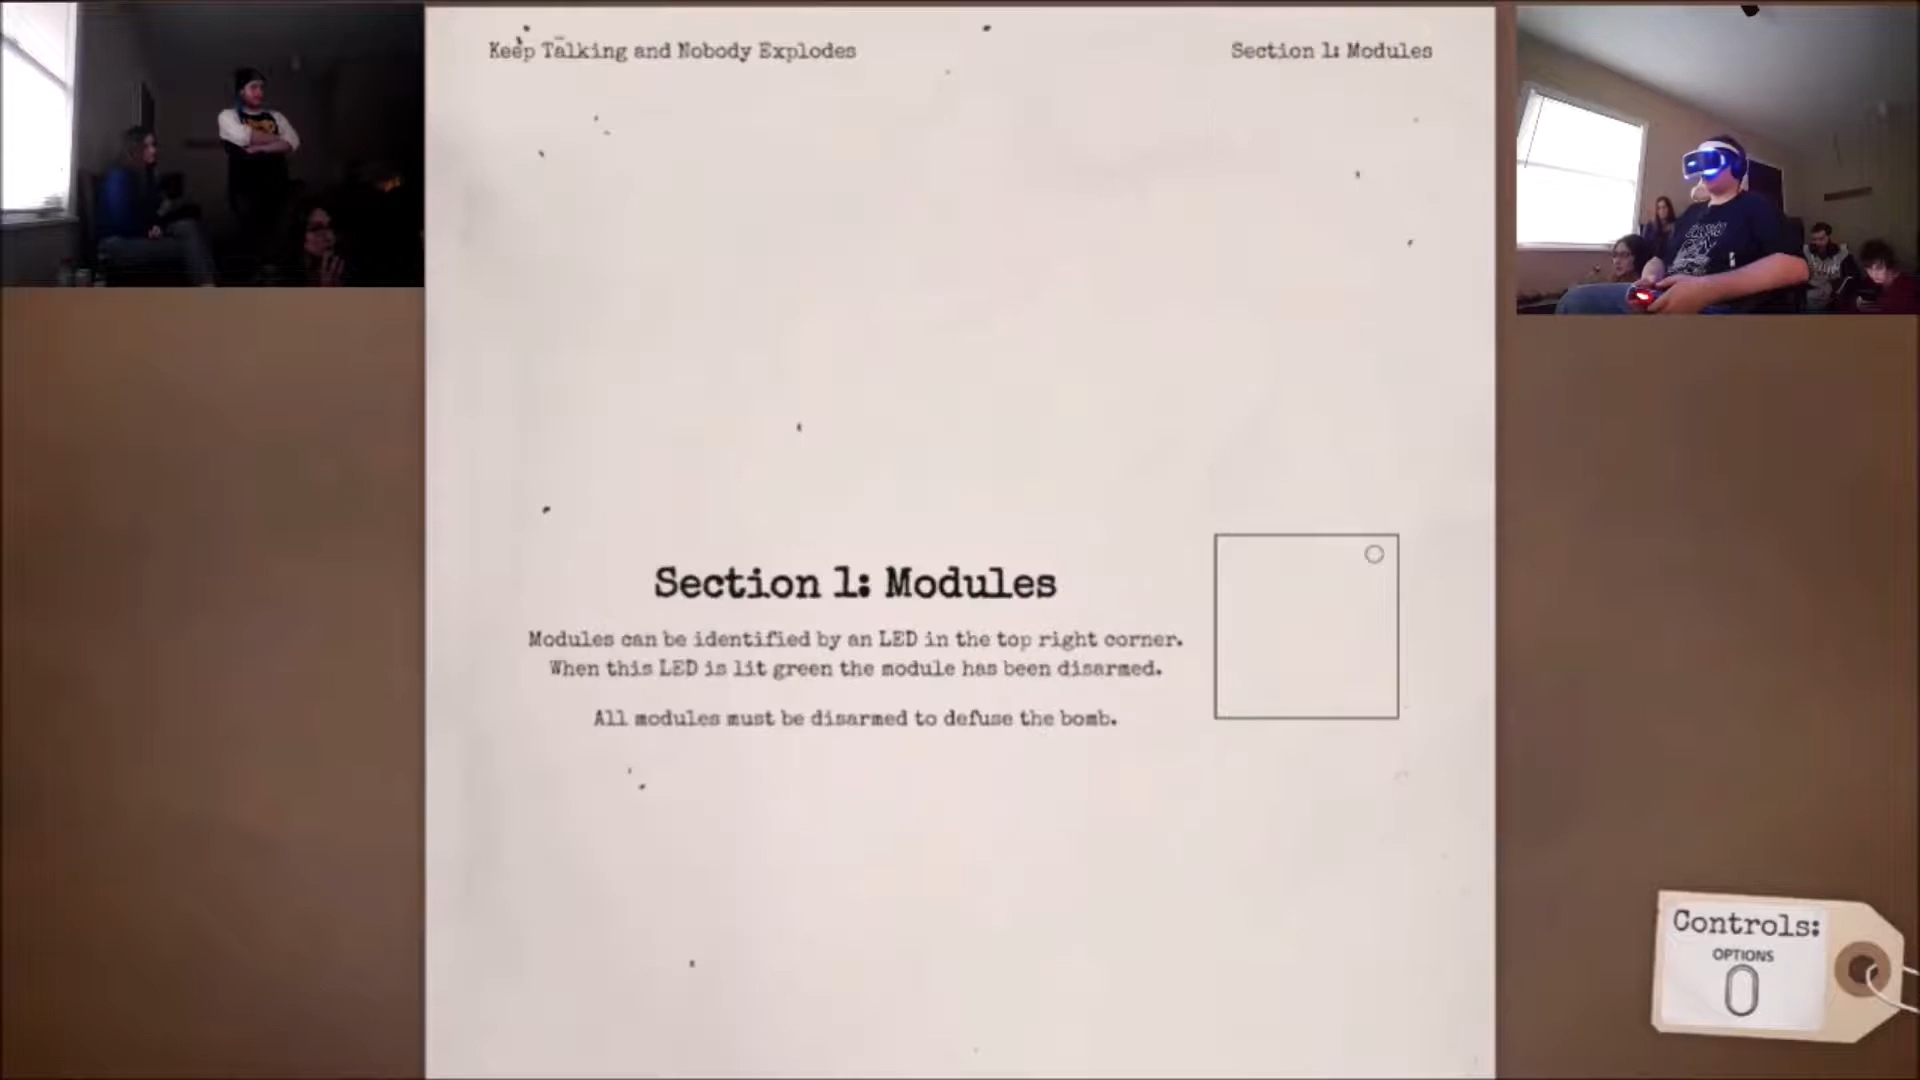 Keep Talking and Nobody Explodes
Section 1: Modules
Section 1: Modules
Modules can be identified by an LED in the top right corner.
When this LED is lit green the module has been disarmed.
All modules must be disarmed to defuse the bomb.
Controls:
OPTIONS